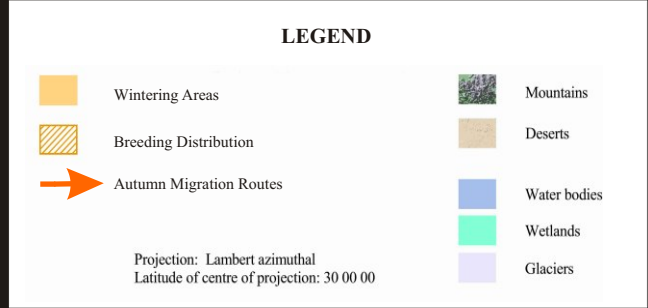 LEGEND
Wintering Areas
Breeding Distribution
Autumn Migration Routes
Projection: Lambert azimuthal
Latitude of centre of projection: 30 00 00
Mountains
Deserts
Water bodies
Wetlands
Glaciers